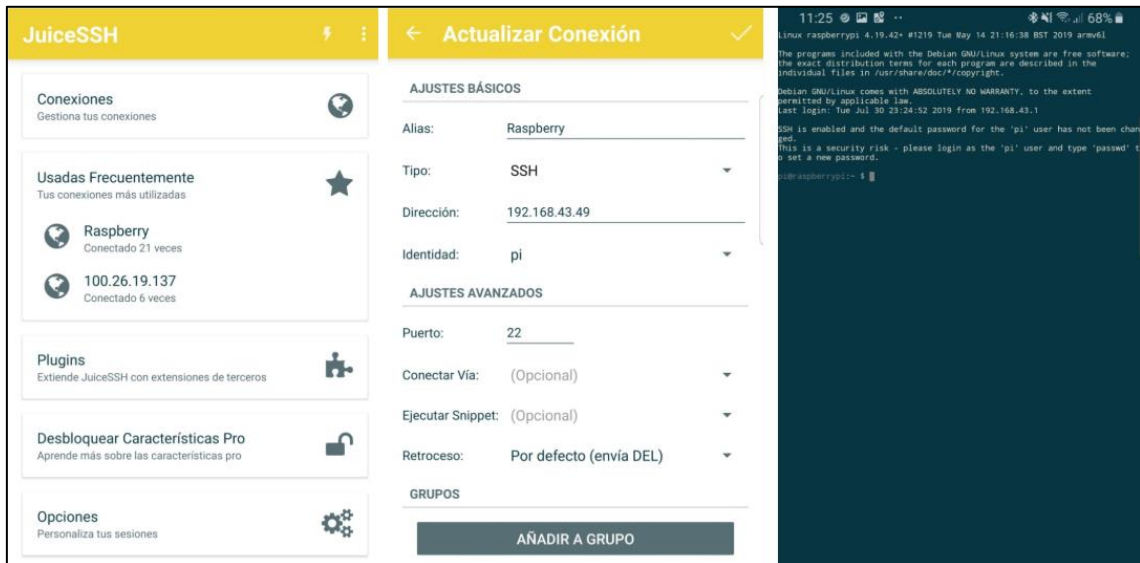 JuiceSSH
Conexiones
Gestiona tus conexiones
Usadas Frecuentemente
Tus conexiones más utilizadas
Raspberry
Conectado 21 veces
100.26.19.137
Conectado 6 veces
Plugins
Extiende JuiceSSH con extensiones de terceros
Desbloquear Características Pro
Aprende más sobre las características pro
Opciones
Personaliza tus sesiones
Actualizar Conexión
AJUSTES BÁSICOS
Alias: Raspberry
Tipo: SSH
Dirección: 192.168.43.49
Identidad: pi
AJUSTES AVANZADOS
Puerto: 22
Conectar Vía: (Opcional)
Ejecutar Snippet: (Opcional)
Retroceso: Por defecto (envía DEL)
GRUPOS
AÑADIR A GRUPO
11:25 68%
Linux raspberrypi 4.19.42+ #1219 Tue May 14 21:16:38 BST 2019 armv6l
The programs included with the Debian GNU/Linux system are free software;
the exact distribution terms for each program are described in the
individual files in /usr/share/doc/*/copyright.
Debian GNU/Linux comes with ABSOLUTELY NO WARRANTY, to the extent
permitted by applicable law.
Last login: Tue Jul 30 23:24:52 2019 from 192.168.43.1
SSH is enabled and the default password for the 'pi' user has not been chan
ged.
This is a security risk - please login as the 'pi' user and type 'passwd' t
o set a new password.
pi@raspberrypi:~ $